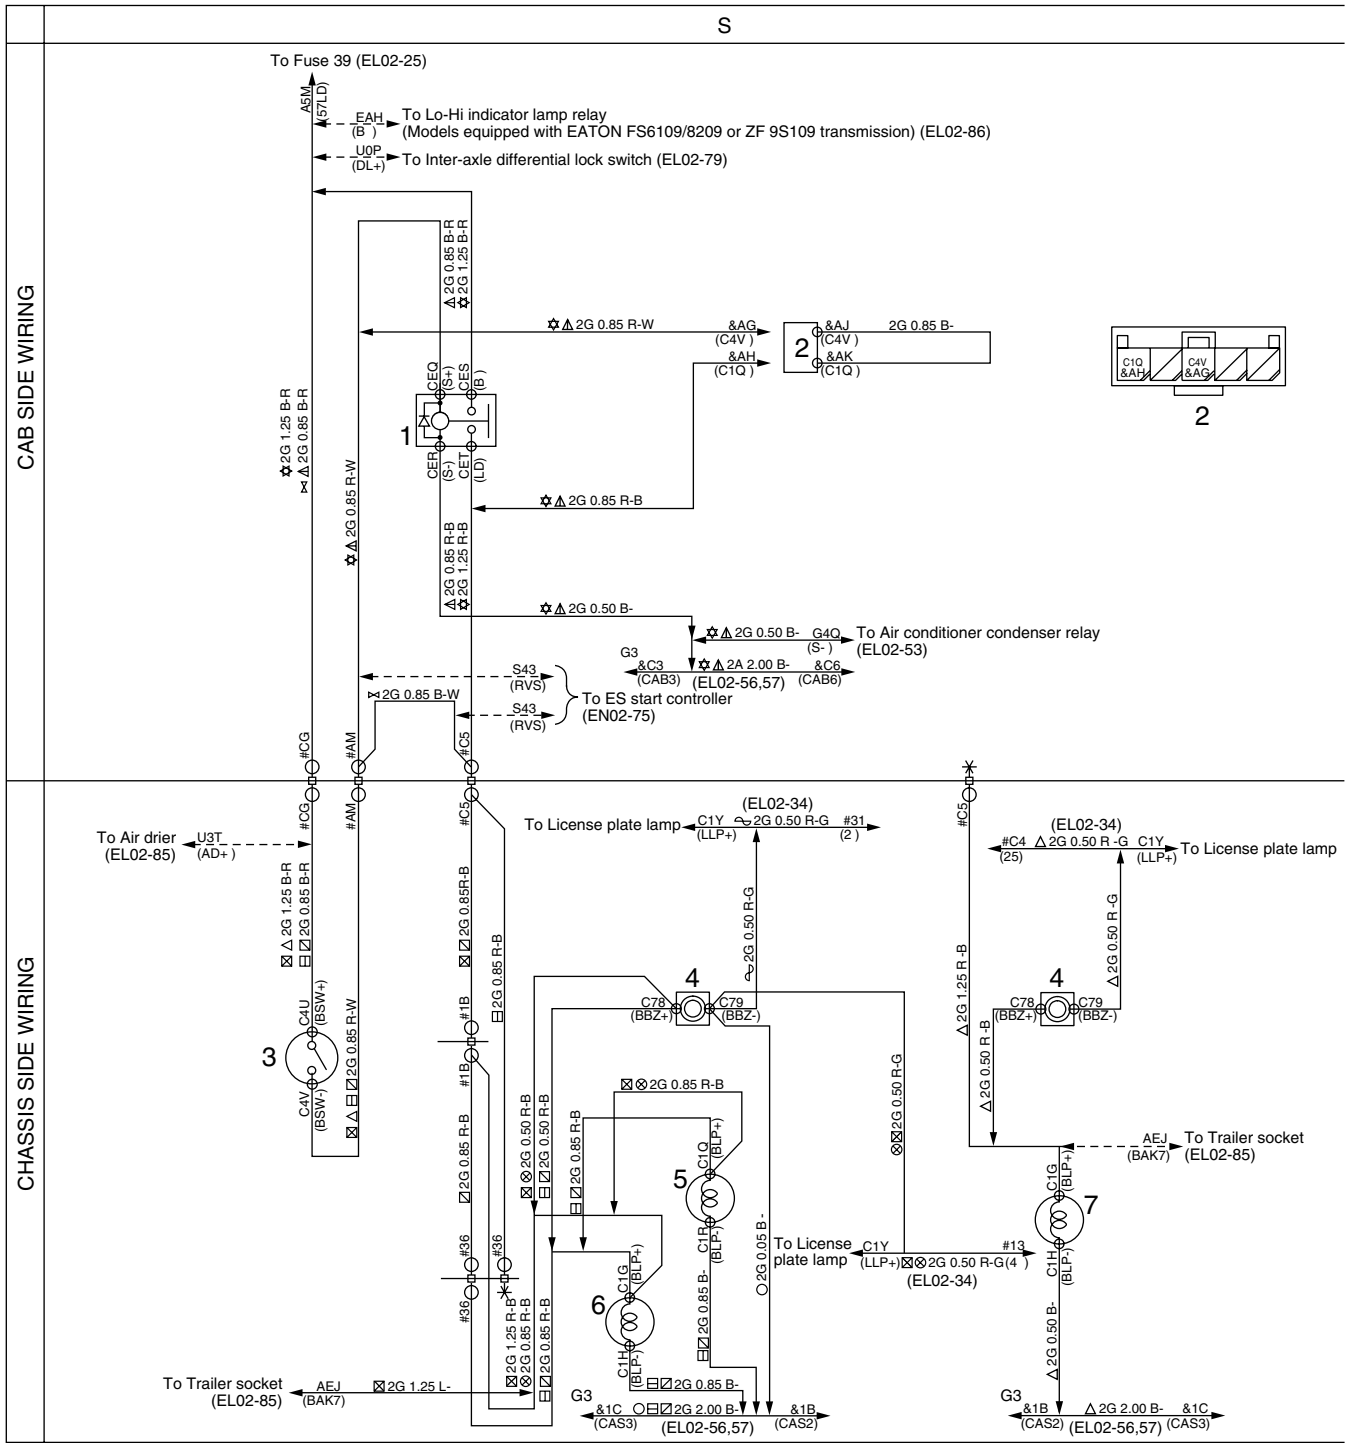 S
CAB SIDE WIRING
To Fuse 39 (EL02-25)
A5M
(57LD)
EAH
(B )
To Lo-Hi indicator lamp relay
(Models equipped with EATON FS6109/8209 or ZF 9S109 transmission) (EL02-86)
U0P
(DL+)
To Inter-axle differential lock switch (EL02-79)
2G 0.85 B-R
2G 1.25 B-R
2G 0.85 R-W
&AG
(C4V )
&AH
(C1Q )
2
&AJ
(C4V )
2G 0.85 B-
&AK
(C1Q )
C1Q
&AH
C4V
&AG
2
CEQ
(S+)
CES
(B )
1
CER
(S-)
CET
(LD)
2G 1.25 B-R
2G 0.85 B-R
2G 0.85 R-W
2G 0.85 R-B
2G 0.85 R-B
2G 1.25 R-B
2G 0.50 B-
2G 0.50 B-
G4Q
(S- )
To Air conditioner condenser relay
(EL02-53)
G3
&C3
(CAB3)
2A 2.00 B-
(EL02-56,57)
&C6
(CAB6)
S43
(RVS)
2G 0.85 B-W
S43
(RVS)
To ES start controller
(EN02-75)
#CG
#AM
#C5
CHASSIS SIDE WIRING
#CG
#AM
#C5
#C5
To Air drier
(EL02-85)
U3T
(AD+ )
2G 1.25 B-R
2G 0.85 B-R
C4U
(BSW+)
3
C4V
(BSW-)
2G 0.85 R-W
2G 0.85R-B
2G 0.85 R-B
#1B
#1B
2G 0.85 R-B
#36
#36
#36
To License plate lamp
C1Y
(LLP+)
(EL02-34)
2G 0.50 R-G
#31
(2 )
2G 0.50 R-G
4
C78
(BBZ+)
C79
(BBZ-)
2G 0.50 R-B
2G 0.50 R-B
2G 0.85 R-B
2G 0.85 R-B
C1Q
(BLP+)
5
C1R
(BLP-)
2G 0.85 B-
2G 0.05 B -
C1G
(BLP+)
6
C1H
(BLP-)
2G 1.25 R-B
2G 0.85 R-B
2G 0.85 R-B
To Trailer socket
(EL02-85)
AEJ
(BAK7)
2G 1.25 L-
2G 0.85 B-
G3
&1C
(CAS3)
2G 2.00 B-
(EL02-56,57)
&1B
(CAS2)
2G 0.50 R-G
To License
plate lamp
C1Y
(LLP+)
2G 0.50 R-G
#13
(4 )
(EL02-34)
(EL02-34)
#C4
(25)
2G 0.50 R -G
C1Y
(LLP+)
To License plate lamp
2G 1.25 R -B
2G 0.50 R -G
4
C78
(BBZ+)
C79
(BBZ-)
2G 0.50 R -B
AEJ
(BAK7)
To Trailer socket
(EL02-85)
C1G
(BLP+)
7
C1H
(BLP-)
2G 0.50 B-
G3
&1B
(CAS2)
2G 2.00 B-
(EL02-56,57)
&1C
(CAS3)